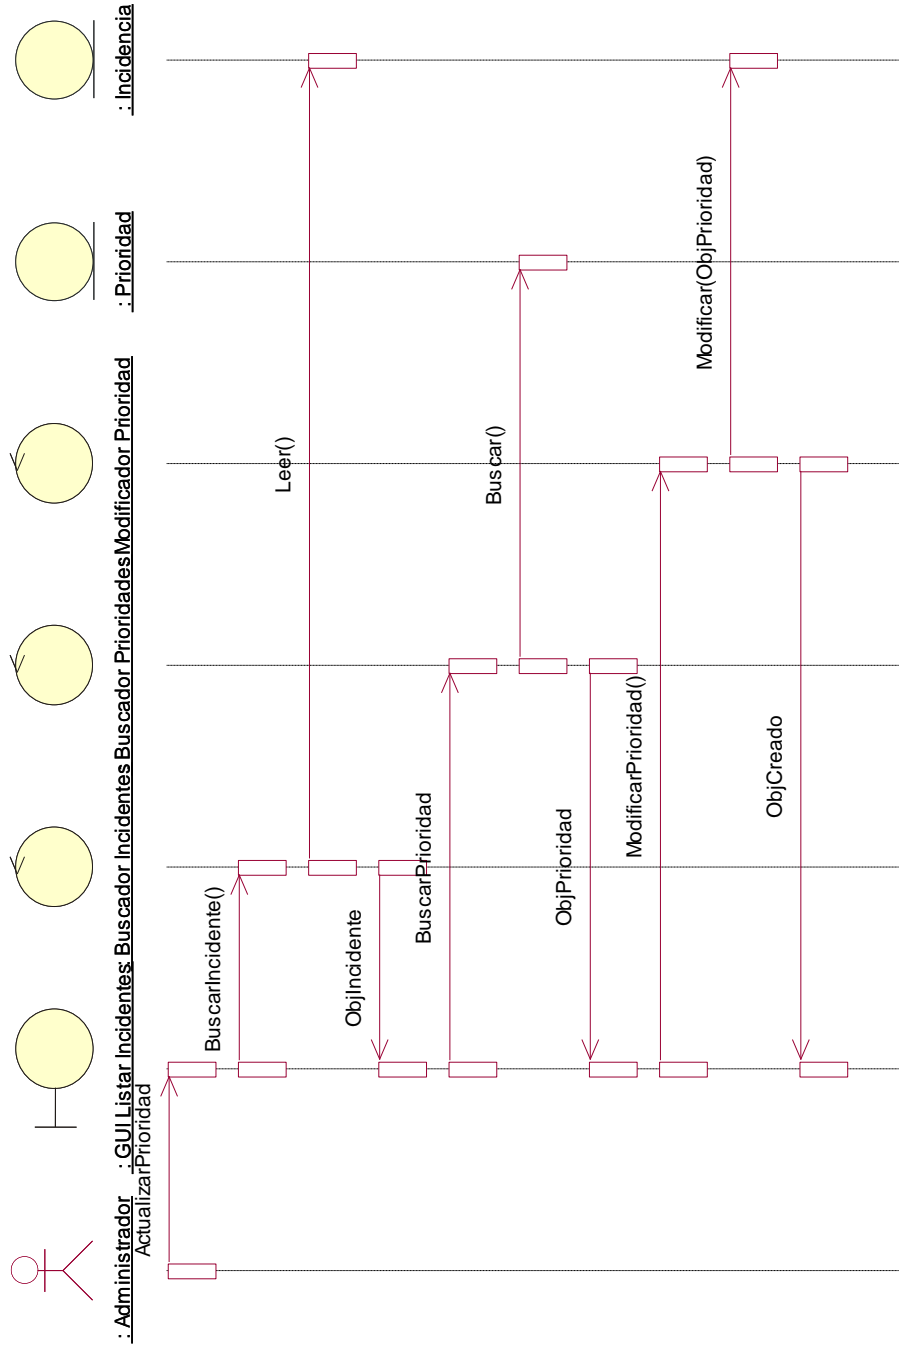 : Administrador
: GUI Listar Incidentes
: Buscador Incidentes
Buscador Prioridades
Modificador Prioridad
: Prioridad
: Incidencia
ActualizarPrioridad
BuscarIncidente()
Leer()
ObjIncidente
BuscarPrioridad
Buscar()
ObjPrioridad
ModificarPrioridad()
Modificar(ObjPrioridad)
ObjCreado